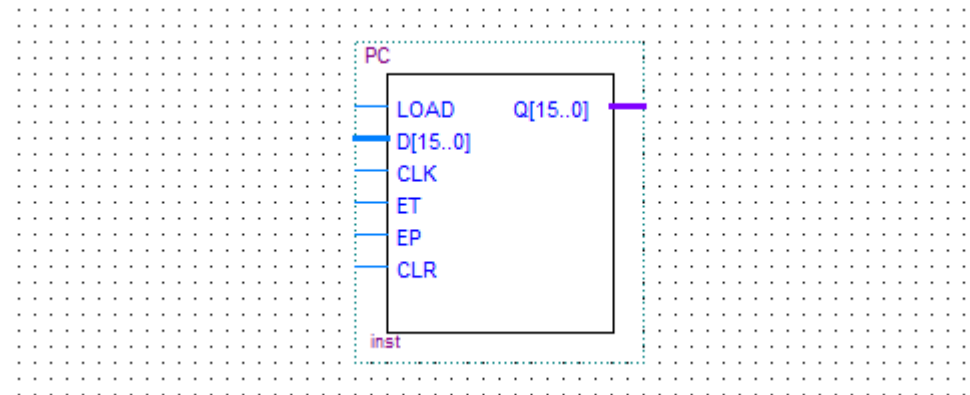 PC
LOAD Q[15..0]
D[15..0]
CLK
ET
EP
CLR
inst